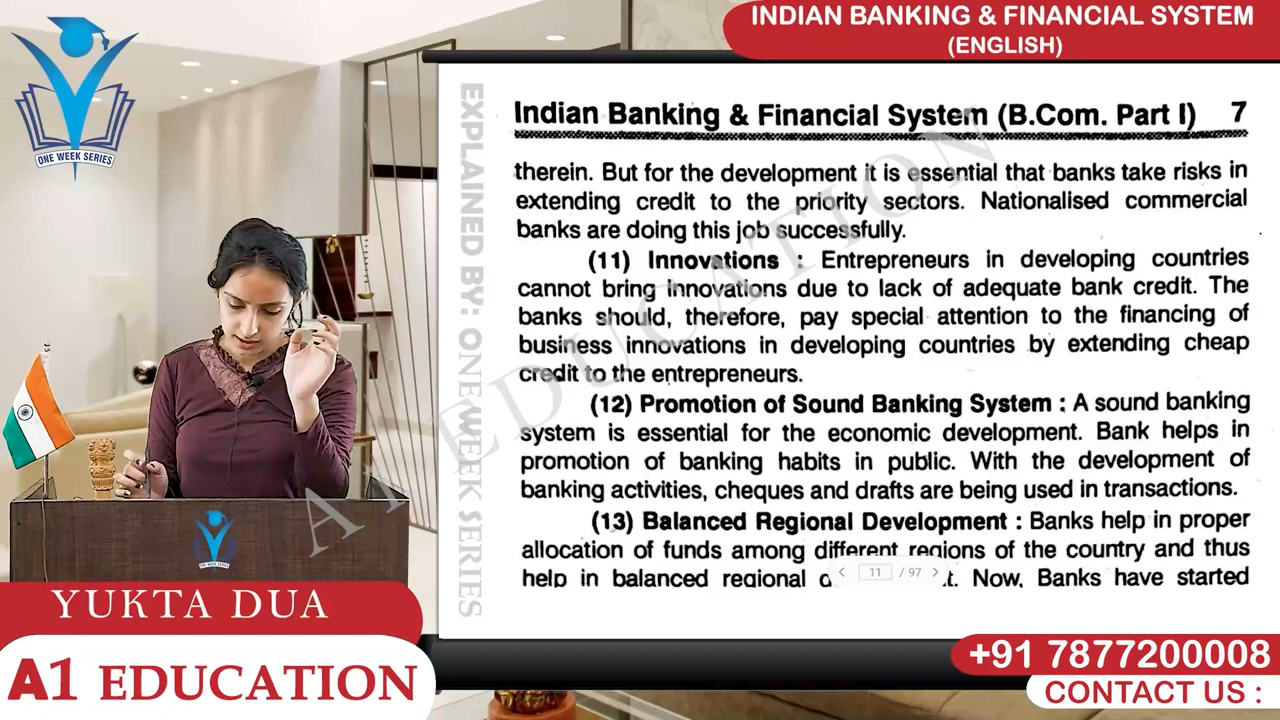 INDIAN BANKING & FINANCIAL SYSTEM
(ENGLISH)
ONE WEEK SERIES
EXPLAINED BY: ONE WEEK SERIES
A1 EDUCATION
Indian Banking & Financial System (B.Com. Part I) 7
therein. But for the development it is essential that banks take risks in
extending credit to the priority sectors. Nationalised commercial
banks are doing this job successfully.
(11) Innovations : Entrepreneurs in developing countries
cannot bring innovations due to lack of adequate bank credit. The
banks should, therefore, pay special attention to the financing of
business innovations in developing countries by extending cheap
credit to the entrepreneurs.
(12) Promotion of Sound Banking System : A sound banking
system is essential for the economic development. Bank helps in
promotion of banking habits in public. With the development of
banking activities, cheques and drafts are being used in transactions.
(13) Balanced Regional Development : Banks help in proper
allocation of funds among different regions of the country and thus
help in balanced regional t. Now, Banks have started
11 / 97
ONE WEEK SERIES
YUKTA DUA
A1 EDUCATION
+91 7877200008
CONTACT US :